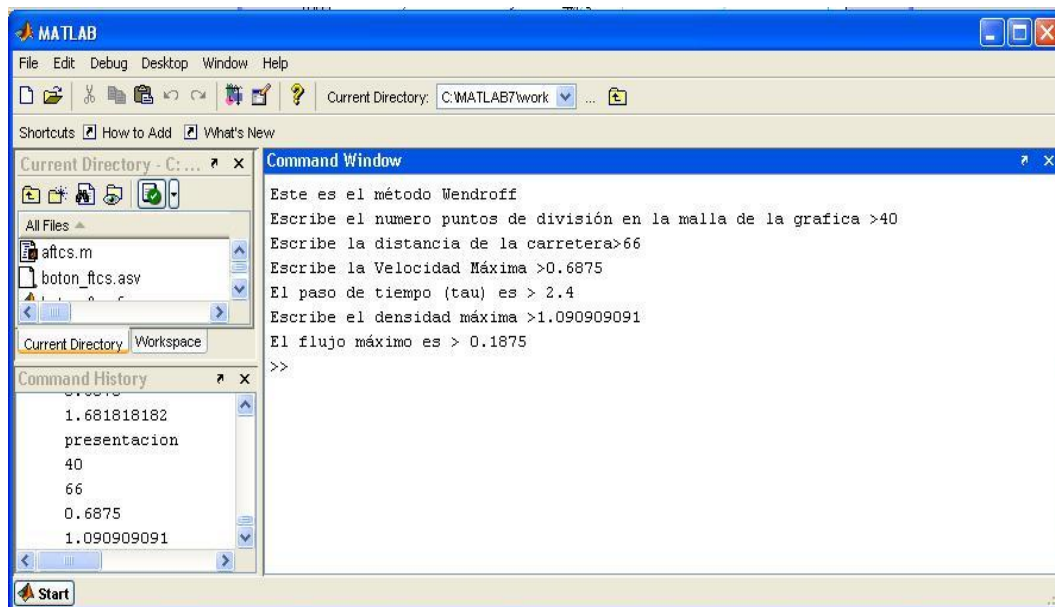 MATLAB
File Edit Debug Desktop Window Help
Current Directory: C:\MATLAB7\work ...
Shortcuts How to Add What's New
Current Directory - C: ...
All Files
aftcs.m
boton_ftcs.asv
Current Directory Workspace
Command History
1.681818182
presentacion
40
66
0.6875
1.090909091
Command Window
Este es el método Wendroff
Escribe el numero puntos de división en la malla de la grafica >40
Escribe la distancia de la carretera>66
Escribe la Velocidad Máxima >0.6875
El paso de tiempo (tau) es > 2.4
Escribe el densidad máxima >1.090909091
El flujo máximo es > 0.1875
>>
Start